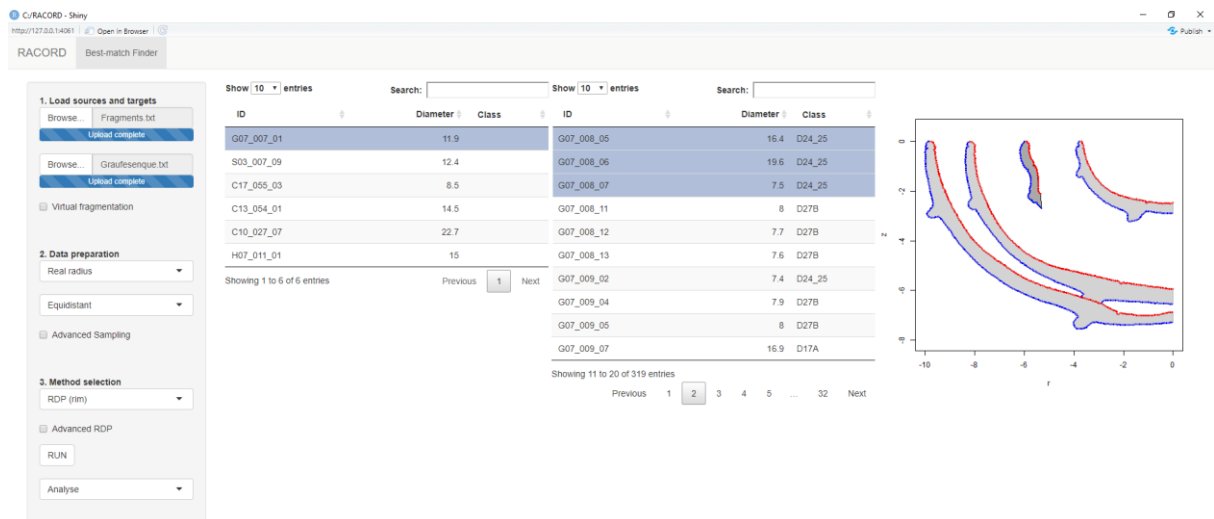 C:/RACORD - Shiny
http://127.0.0.1:4061 Open in Browser
Publish
RACORD Best-match Finder
1. Load sources and targets
Browse... Fragments.txt
Upload complete
Browse... Graufesenque.txt
Upload complete
Virtual fragmentation
2. Data preparation
Real radius
Equidistant
Advanced Sampling
3. Method selection
RDP (rim)
Advanced RDP
RUN
Analyse
Show 10 entries Search:
ID Diameter Class
G07_007_01 11.9
S03_007_09 12.4
C17_055_03 8.5
C13_054_01 14.5
C10_027_07 22.7
H07_011_01 15
Showing 1 to 6 of 6 entries Previous 1 Next
Show 10 entries Search:
ID Diameter Class
G07_008_05 16.4 D24_25
G07_008_06 19.6 D24_25
G07_008_07 7.5 D24_25
G07_008_11 8 D27B
G07_008_12 7.7 D27B
G07_008_13 7.6 D27B
G07_009_02 7.4 D24_25
G07_009_04 7.9 D27B
G07_009_05 8 D27B
G07_009_07 16.9 D17A
Showing 11 to 20 of 319 entries
Previous 1 2 3 4 5 ... 32 Next
0
-2
-4
-6
-8
z
-10 -8 -6 -4 -2 0
r